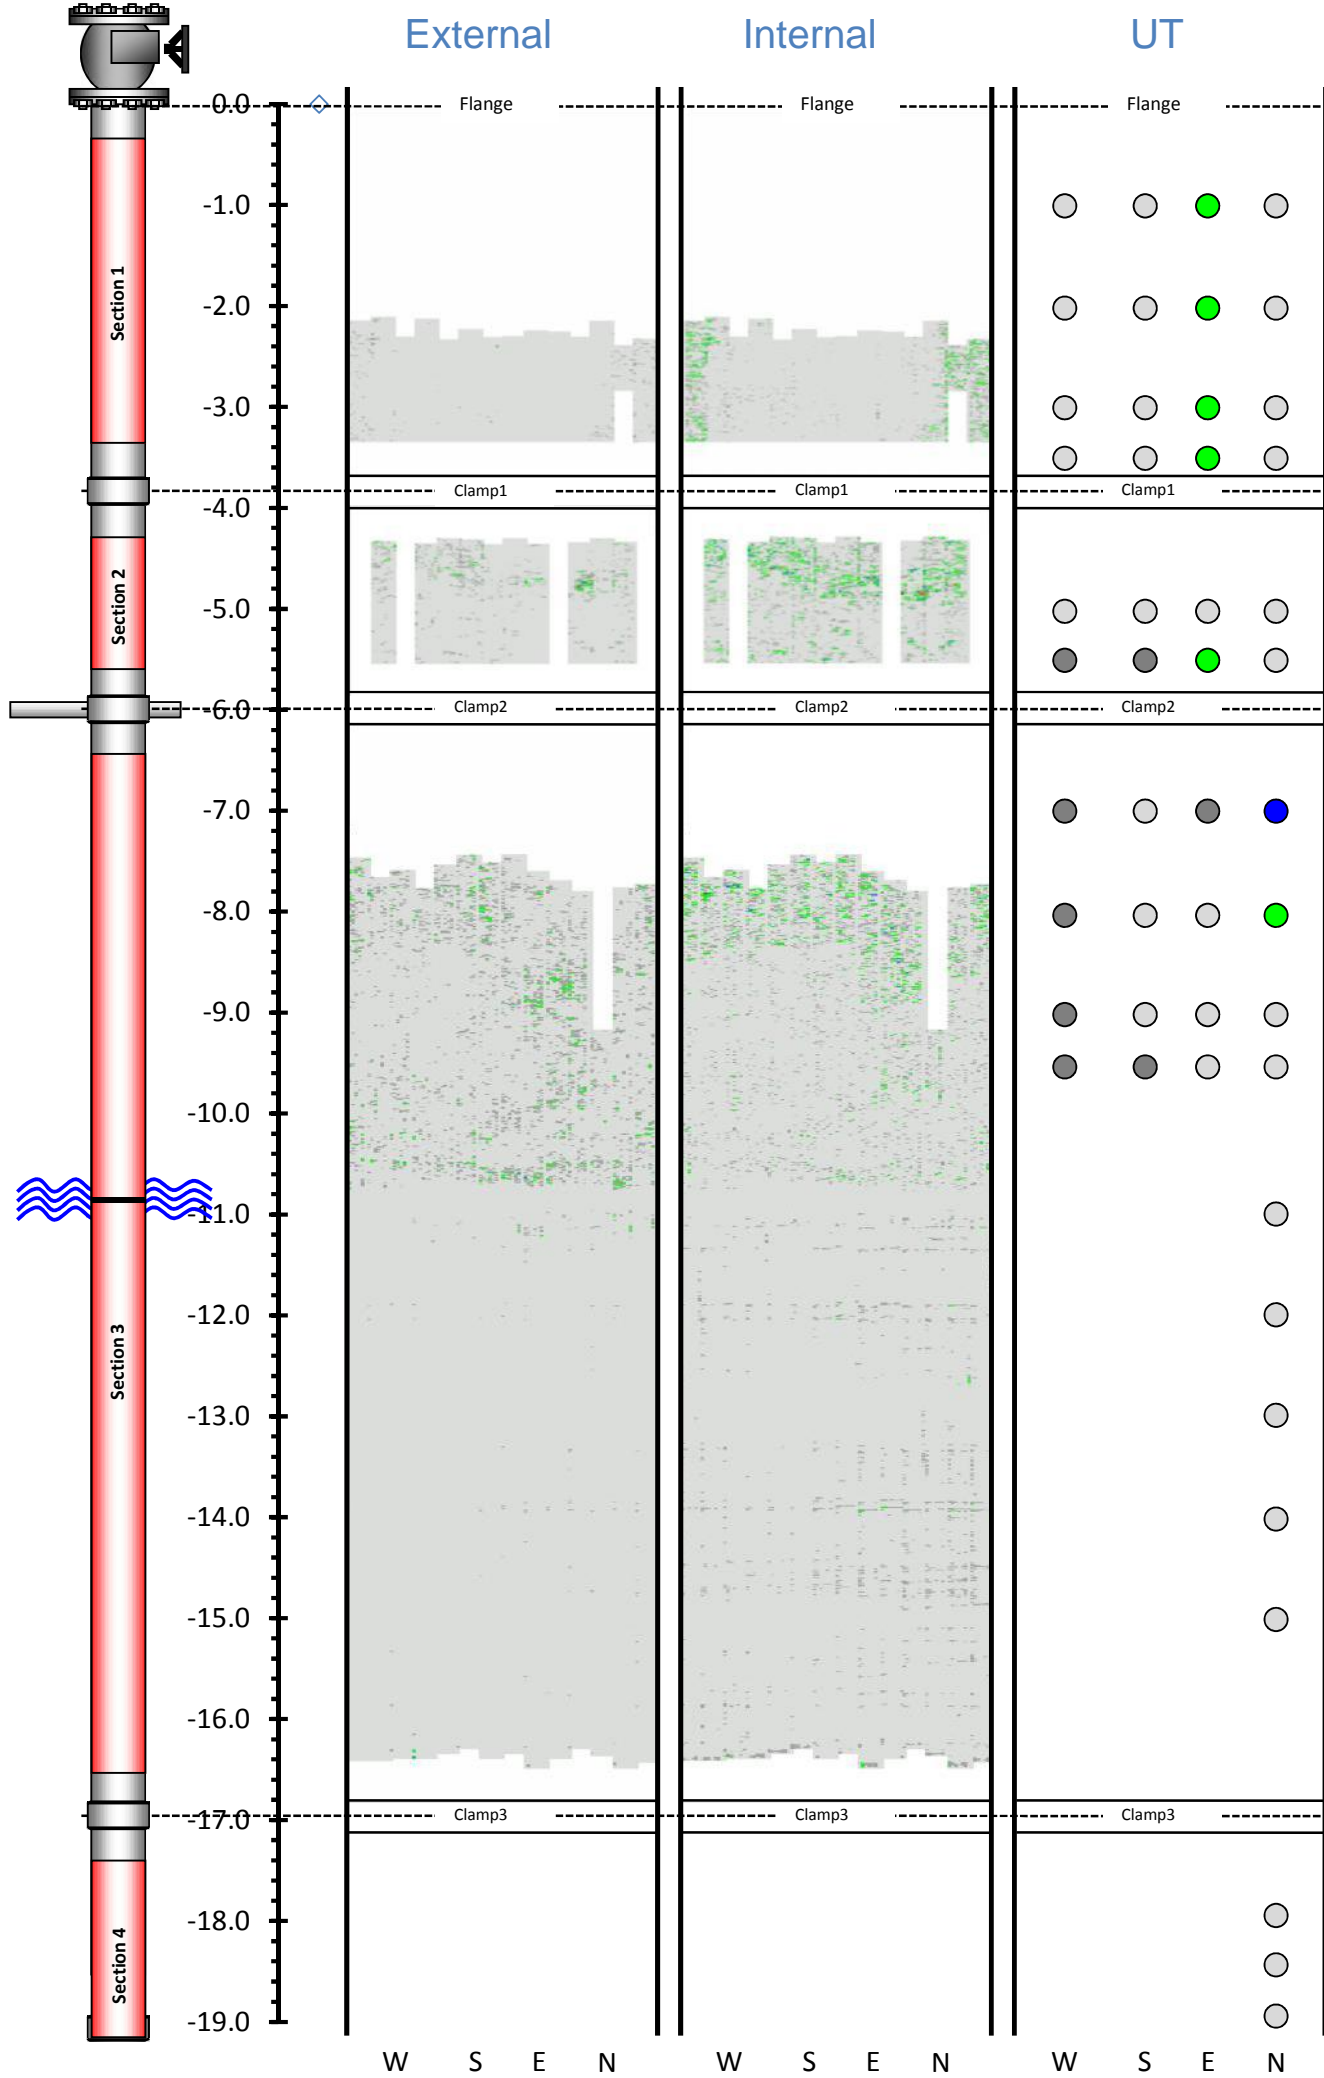 External Internal UT
0.0 Flange Flange Flange
-1.0
-2.0
Section 1
-3.0
Clamp1 Clamp1 Clamp1
-4.0
Section 2
-5.0
-6.0 Clamp2 Clamp2 Clamp2
-7.0
-8.0
-9.0
-10.0
-11.0
-12.0
Section 3
-13.0
-14.0
-15.0
-16.0
-17.0 Clamp3 Clamp3 Clamp3
-18.0
Section 4
-19.0
W S E N W S E N W S E N